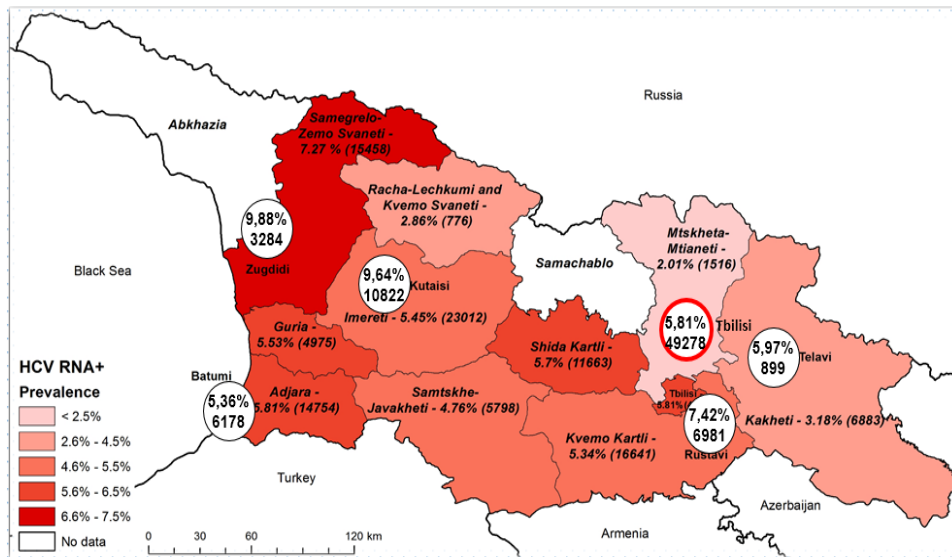 Russia
Abkhazia
Samegrelo-
Zemo Svaneti -
7.27 % (15458)
Racha-Lechkumi and
Kvemo Svaneti -
2.86% (776)
9,88%
3284
Zugdidi
Black Sea
Mtskheta-
Mtianeti -
2.01% (1516)
Samachablo
9,64%
10822
Kutaisi
Imereti - 5.45% (23012)
Guria -
5.53% (4975)
Shida Kartli -
5.7% (11663)
5,81%
49278
Tbilisi
5,97%
899
Telavi
Kakheti - 3.18% (6883)
Batumi
5,36%
6178
Adjara -
5.81% (14754)
Samtskhe-
Javakheti - 4.76% (5798)
Tbilisi
5.81%
7,42%
6981
Rustavi
Kvemo Kartli -
5.34% (16641)
Turkey
Armenia
Azerbaijan
HCV RNA+
Prevalence
< 2.5%
2.6% - 4.5%
4.6% - 5.5%
5.6% - 6.5%
6.6% - 7.5%
No data
0 30 60 120 km